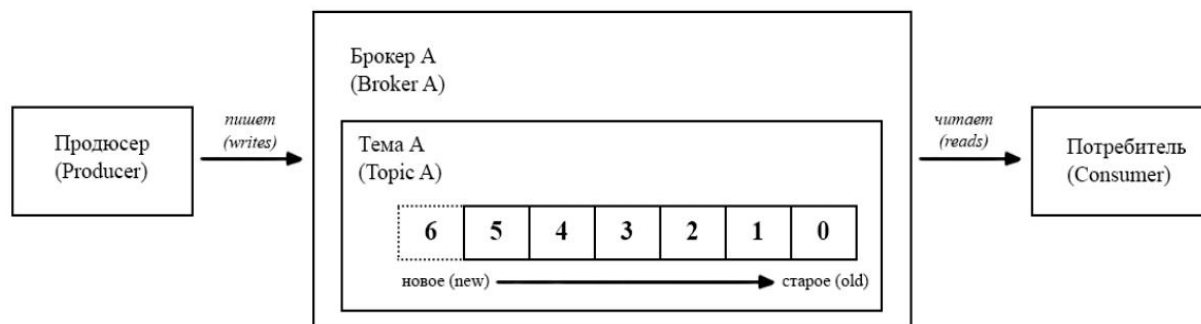 Брокер А
(Broker A)
пишет
(writes)
читает
(reads)
Продюсер
(Producer)
Тема А
(Topic A)
Потребитель
(Consumer)
6 5 4 3 2 1 0
новое (new) старое (old)